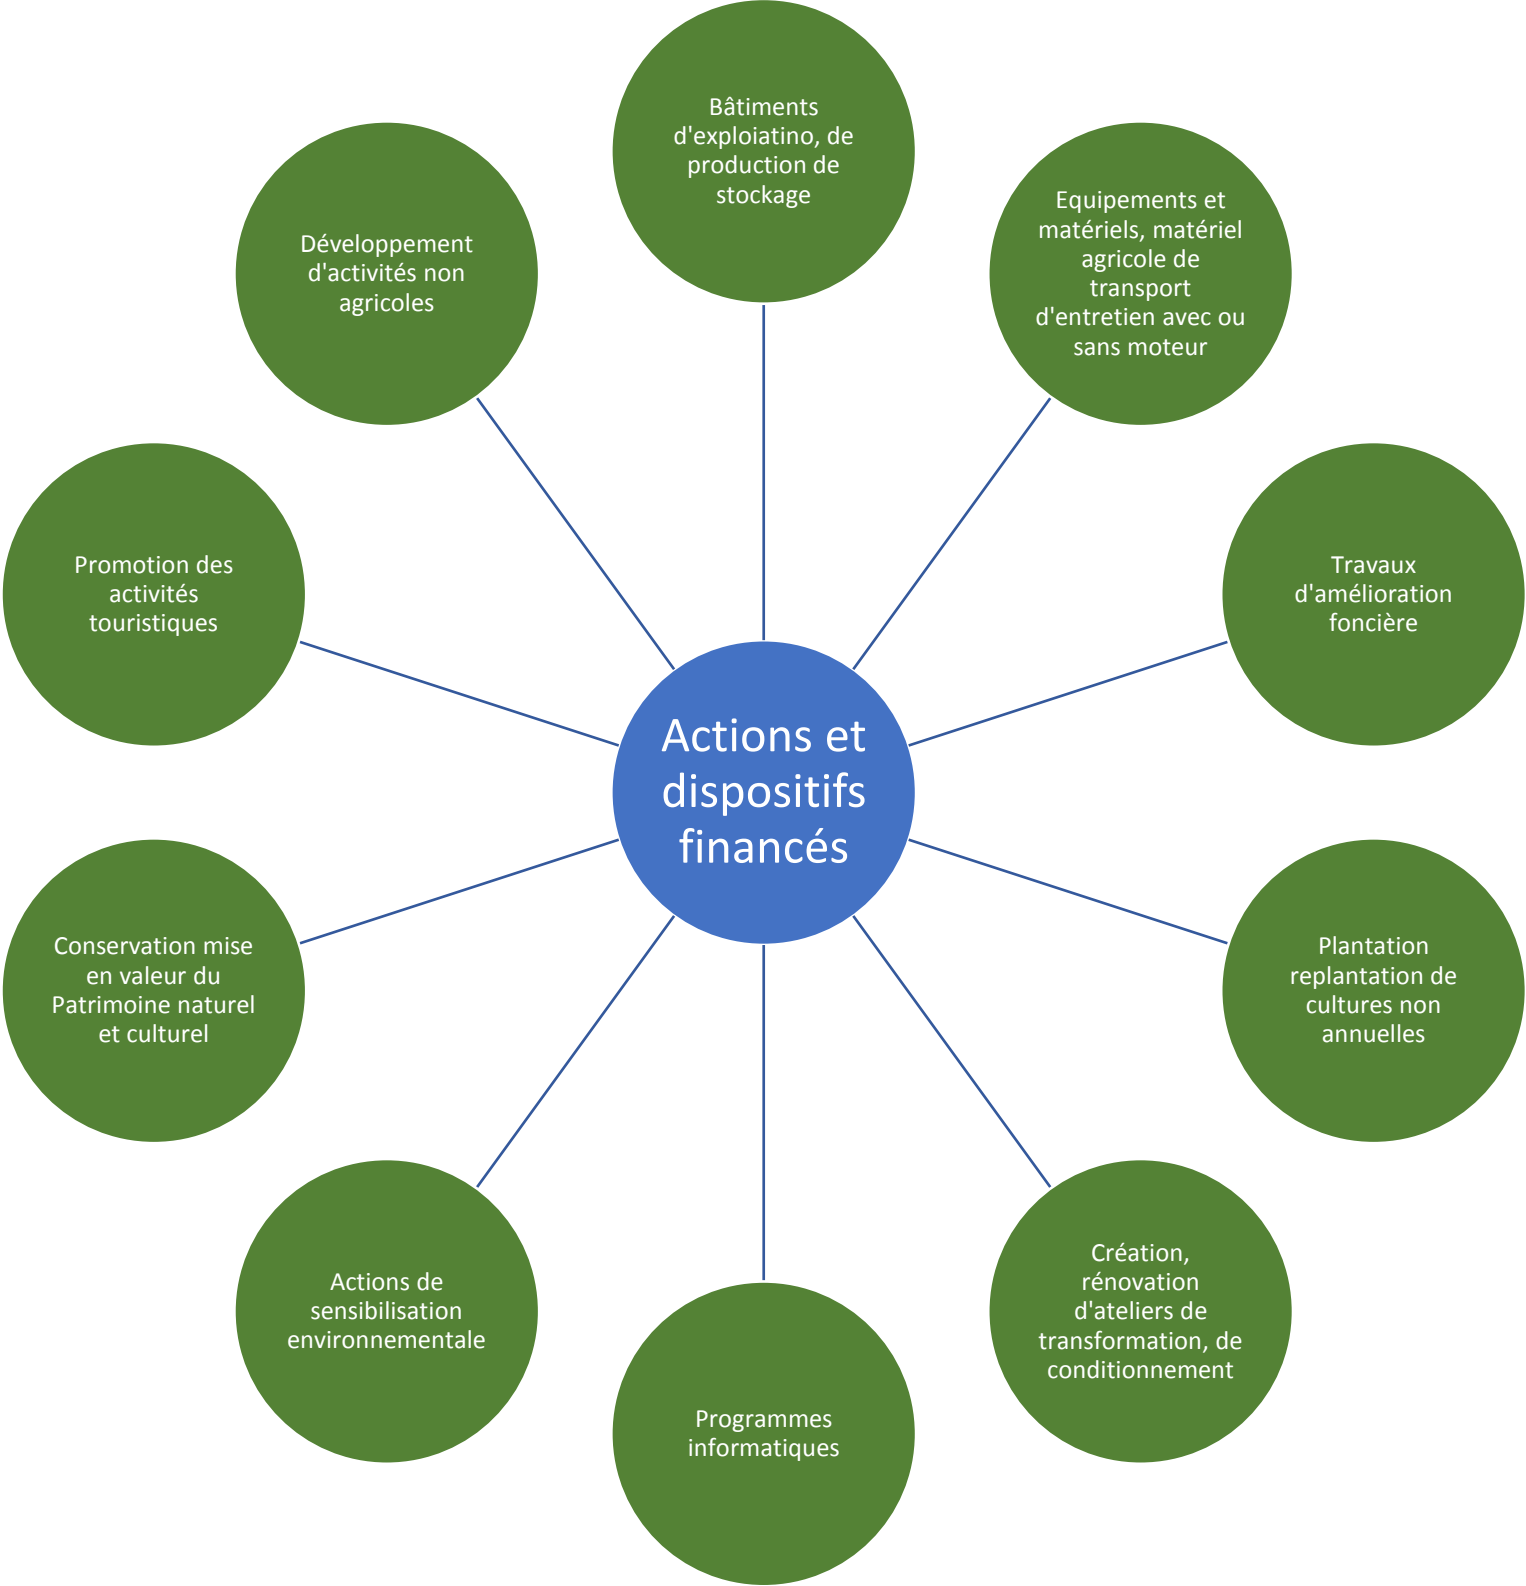 Bâtiments
d'exploiatino, de
production de
stockage
Equipements et
matériels, matériel
agricole de
transport
d'entretien avec ou
sans moteur
Travaux
d'amélioration
foncière
Plantation
replantation de
cultures non
annuelles
Création,
rénovation
d'ateliers de
transformation, de
conditionnement
Programmes
informatiques
Actions de
sensibilisation
environnementale
Conservation mise
en valeur du
Patrimoine naturel
et culturel
Promotion des
activités
touristiques
Développement
d'activités non
agricoles
Actions et
dispositifs
financés